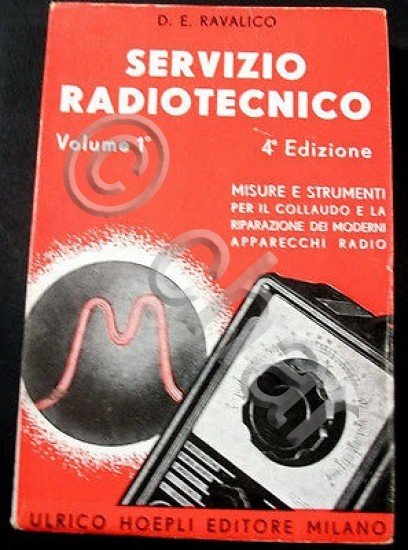 D. E. RAVALICO
SERVIZIO
RADIOTECNICO
Volume 1° 4ª Edizione
MISURE E STRUMENTI
PER IL COLLAUDO E LA
RIPARAZIONE DEI MODERNI
APPARECCHI RADIO
ULRICO HOEPLI EDITORE MILANO